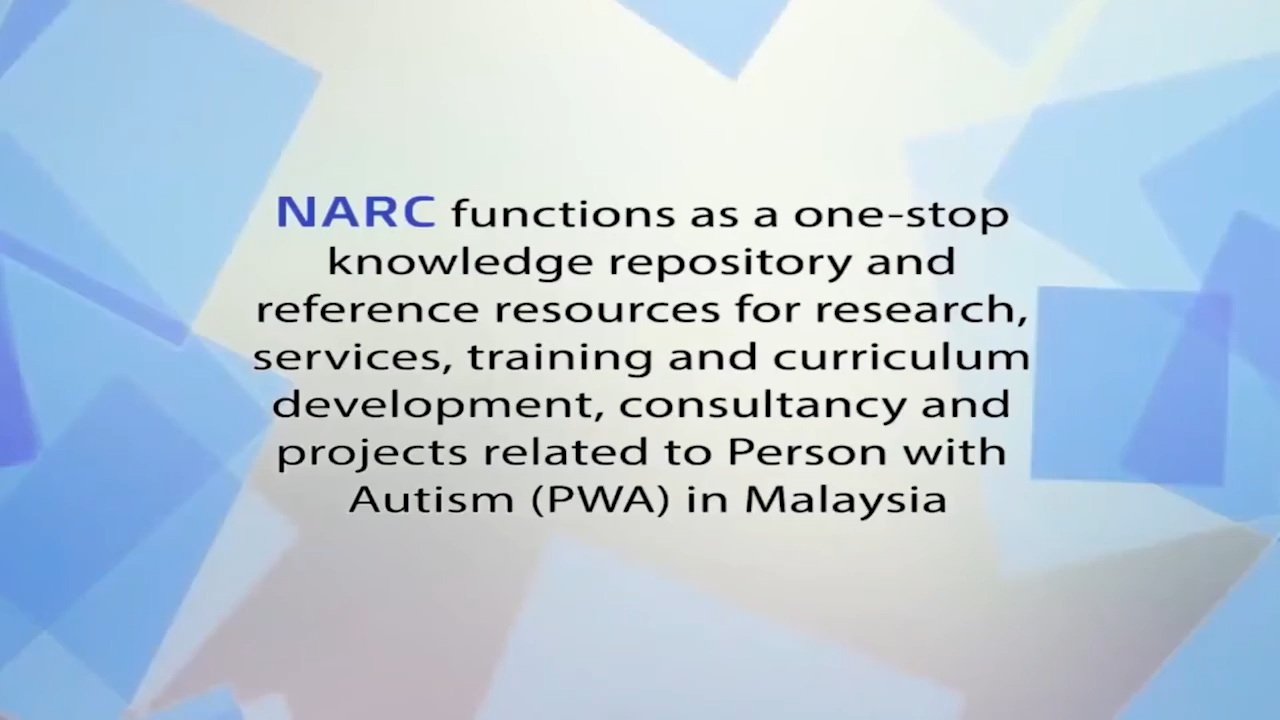 NARC functions as a one-stop
knowledge repository and
reference resources for research,
services, training and curriculum
development, consultancy and
projects related to Person with
Autism (PWA) in Malaysia